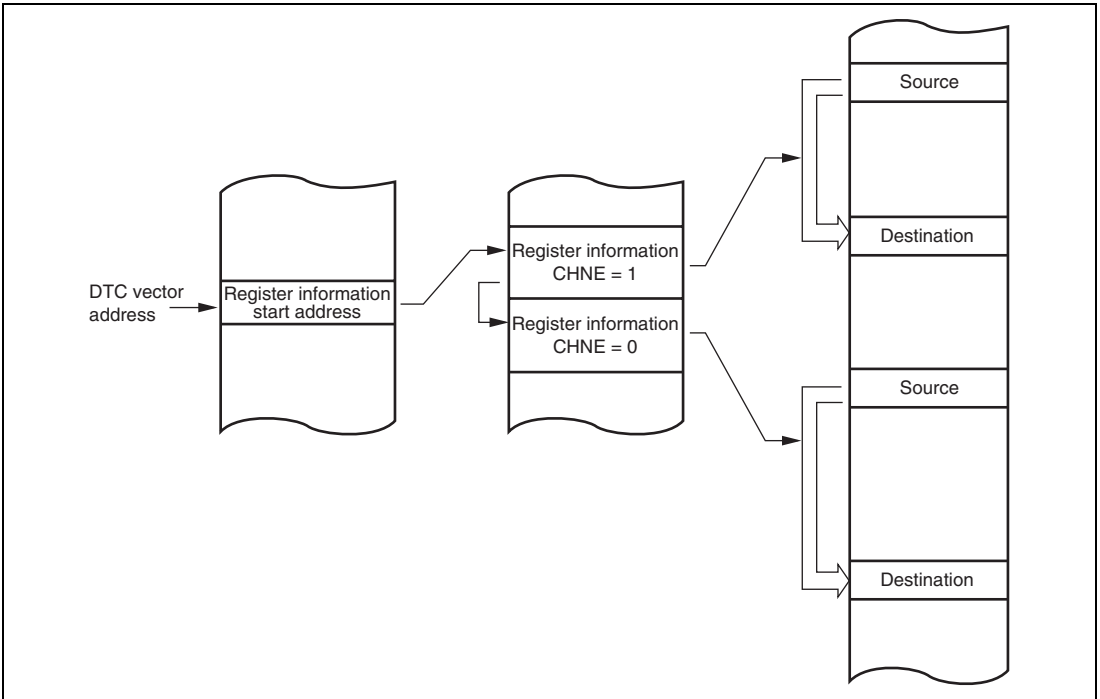 DTC vector
address
Register information
start address
Register information
CHNE = 1
Register information
CHNE = 0
Source
Destination
Source
Destination